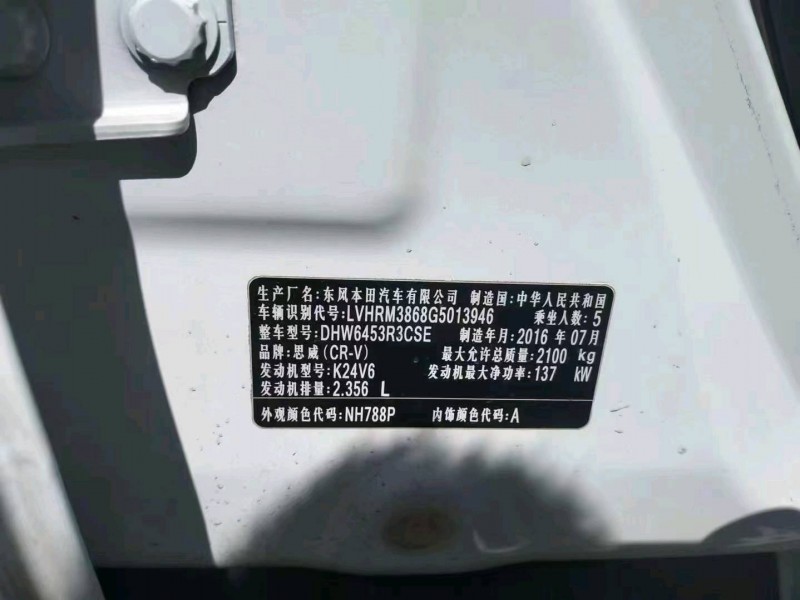 生产厂名:东风本田汽车有限公司 制造国:中华人民共和国
车辆识别代号:LVHRM3868G5013946 乘坐人数:5
整车型号:DHW6453R3CSE 制造年月:2016 年 07月
品牌:思威(CR-V) 最大允许总质量:2100 kg
发动机型号:K24V6 发动机最大净功率:137 kW
发动机排量:2.356 L
外观颜色代码:NH788P 内饰颜色代码:A